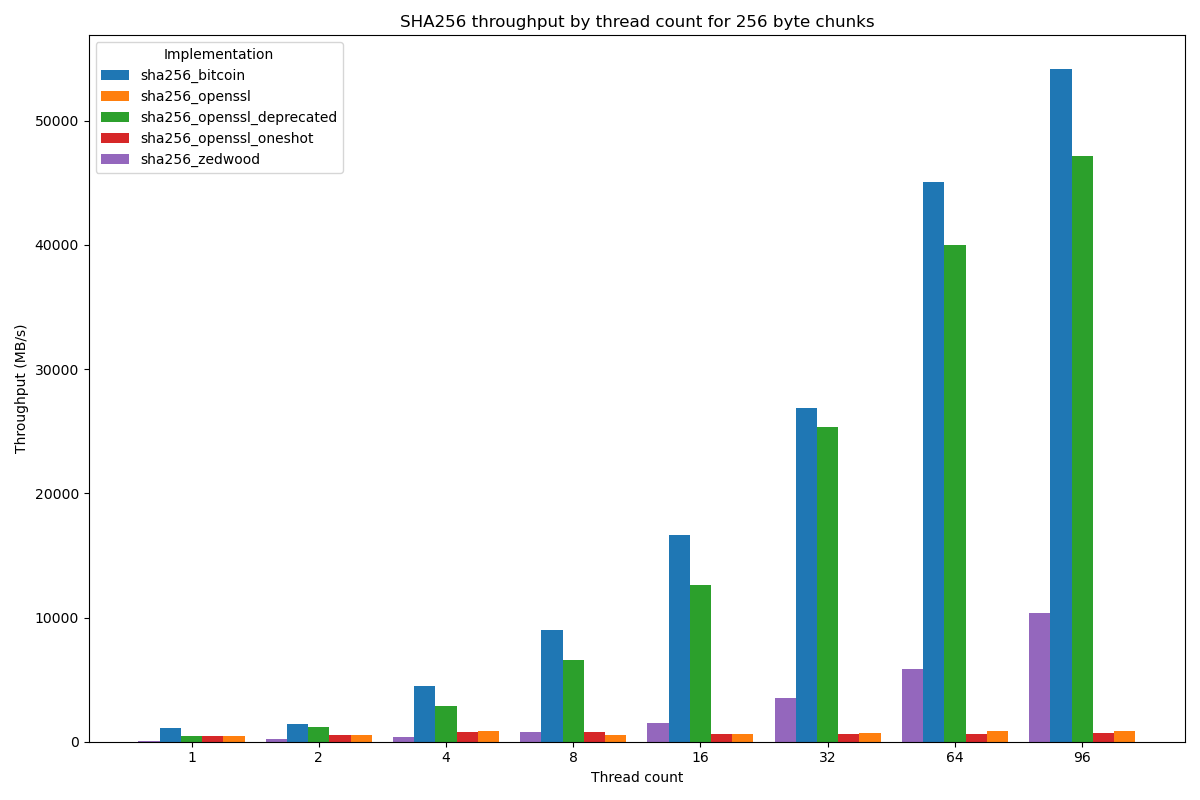 SHA256 throughput by thread count for 256 byte chunks
Implementation
sha256_bitcoin
sha256_openssl
sha256_openssl_deprecated
sha256_openssl_oneshot
sha256_zedwood
Throughput (MB/s)
50000
40000
30000
20000
10000
0
1 2 4 8 16 32 64 96
Thread count